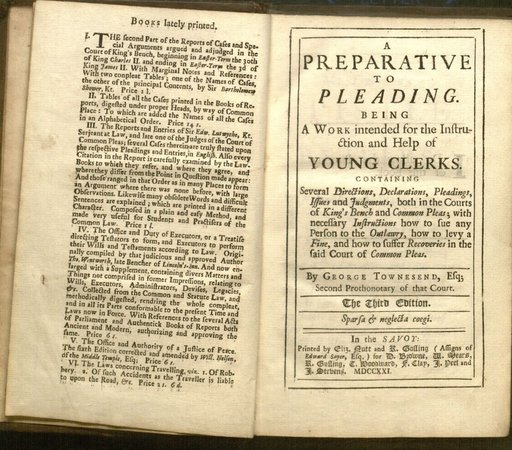 BOOKS lately printed.
I. THE second Part of the Reports of Cases and Spe-
cial Arguments argued and adjudged in the
Court of King's Bench, beginning in Easter-Term the 30th
of King Charles II. and ending in Easter-Term the 3d of
King James II. With Marginal Notes and References:
With two compleat Tables; one of the Names of Cases,
the other of the principal Contents, by Sir Bartholomew
Shower, Kt. Price 1 l.
II. Tables of all the Cases printed in the Books of Re-
ports, digested under proper Heads, by way of Common
Place: To which are added the Names of all the Cases
in an Alphabetical Order. Price 14 s.
III. The Reports and Entries of Sir Edw. Lutwyche, Kt.
Serjeant at Law, and late one of the Judges of the Court of
Common Pleas; several Cases therein are truly stated upon
the respective Pleadings and Entries, in English. Also every
Citation in the Report is carefully examined by the Law-
Books to which they refer, and where they agree, and
wherethey differ from the Point in Question made appear:
And those ranged in that Order as in many Places to form
an Argument where there was none before, with large
Observations. Likewise many obsolete Words and difficult
Sentences are explained; which are printed in a different
Character. Composed in a plain and easy Method, and
made very useful for Students and Practisers of the
Common Law. Price 1 l.
IV. The Office and Duty of Executors, or a Treatise
directing Testators to form, and Executors to perform
their Wills and Testaments according to Law. Origi-
nally compiled by that judicious and approved Author
Tho. Wentworth, late Bencher of Lincoln's-Inn. And now en-
larged with a Supplement, containing divers Matters and
Things not comprised in former Impressions, relating to
Wills, Executors, Administrators, Devises, Legacies,
&c. Collected from the Common and Statute Law, and
methodically digested, rendring the whole compleat,
and in all its Parts conformable to the present Time and
Laws now in Force. With References to the several Acts
of Parliament and Authentick Books of Reports both
Ancient and Modern, authorizing and approving the
same. Price 6 s.
V. The Office and Authority of a Justice of Peace.
The sixth Edition corrected and amended by Will. Nelson,
of the Middle Temple, Esq; Price 6 s.
VI. The Laws concerning Travelling, viz. 1. Of Rob-
bery. 2. Of such Accidents as the Traveller is liable
to upon the Road, &c. Price 2 s. 6 d.
A
PREPARATIVE
TO
PLEADING.
BEING
A WORK intended for the Instru-
ction and Help of
YOUNG CLERKS.
CONTAINING
Several Directions, Declarations, Pleadings,
Issues and Judgments, both in the Courts
of King's Bench and Common Pleas; with
necessary Instructions how to sue any
Person to the Outlawry, how to levy a
Fine, and how to suffer Recoveries in the
said Court of Common Pleas.
By GEORGE TOWNESEND, Esq;
Second Prothonotary of that Court.
The Third Edition.
Sparsa & neglecta coegi.
In the SAVOY:
Printed by Eliz. Nutt and R. Gosling (Assigns of
Edward Sayer, Esq;) for D. Browne, W. Mears,
R. Gosling, T. Woodward, F. Clay, J. Peel and
J. Stevens. MDCCXXI.